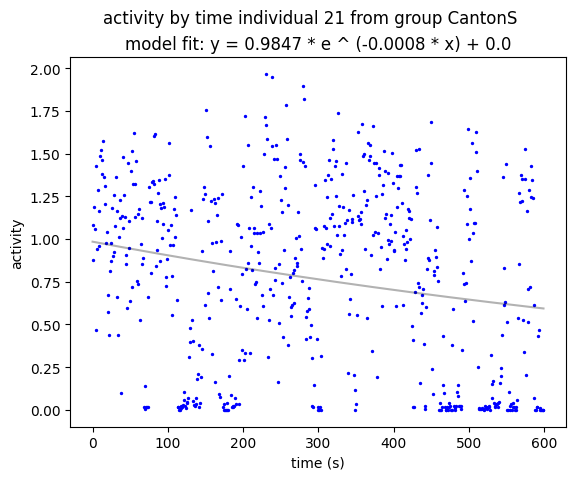 activity by time individual 21 from group CantonS
model fit: y = 0.9847 * e ^ (-0.0008 * x) + 0.0
2.00
1.75
1.50
1.25
1.00
0.75
0.50
0.25
0.00
activity
0 100 200 300 400 500 600
time (s)